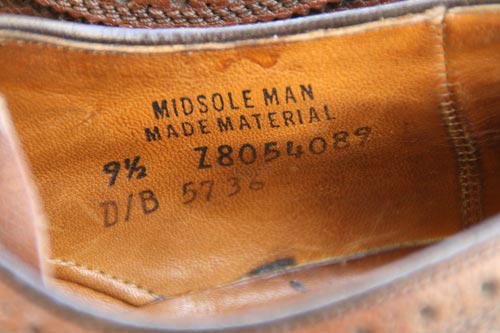 MIDSOLE MAN
MADE MATERIAL
9½ Z8054089
D/B 5736